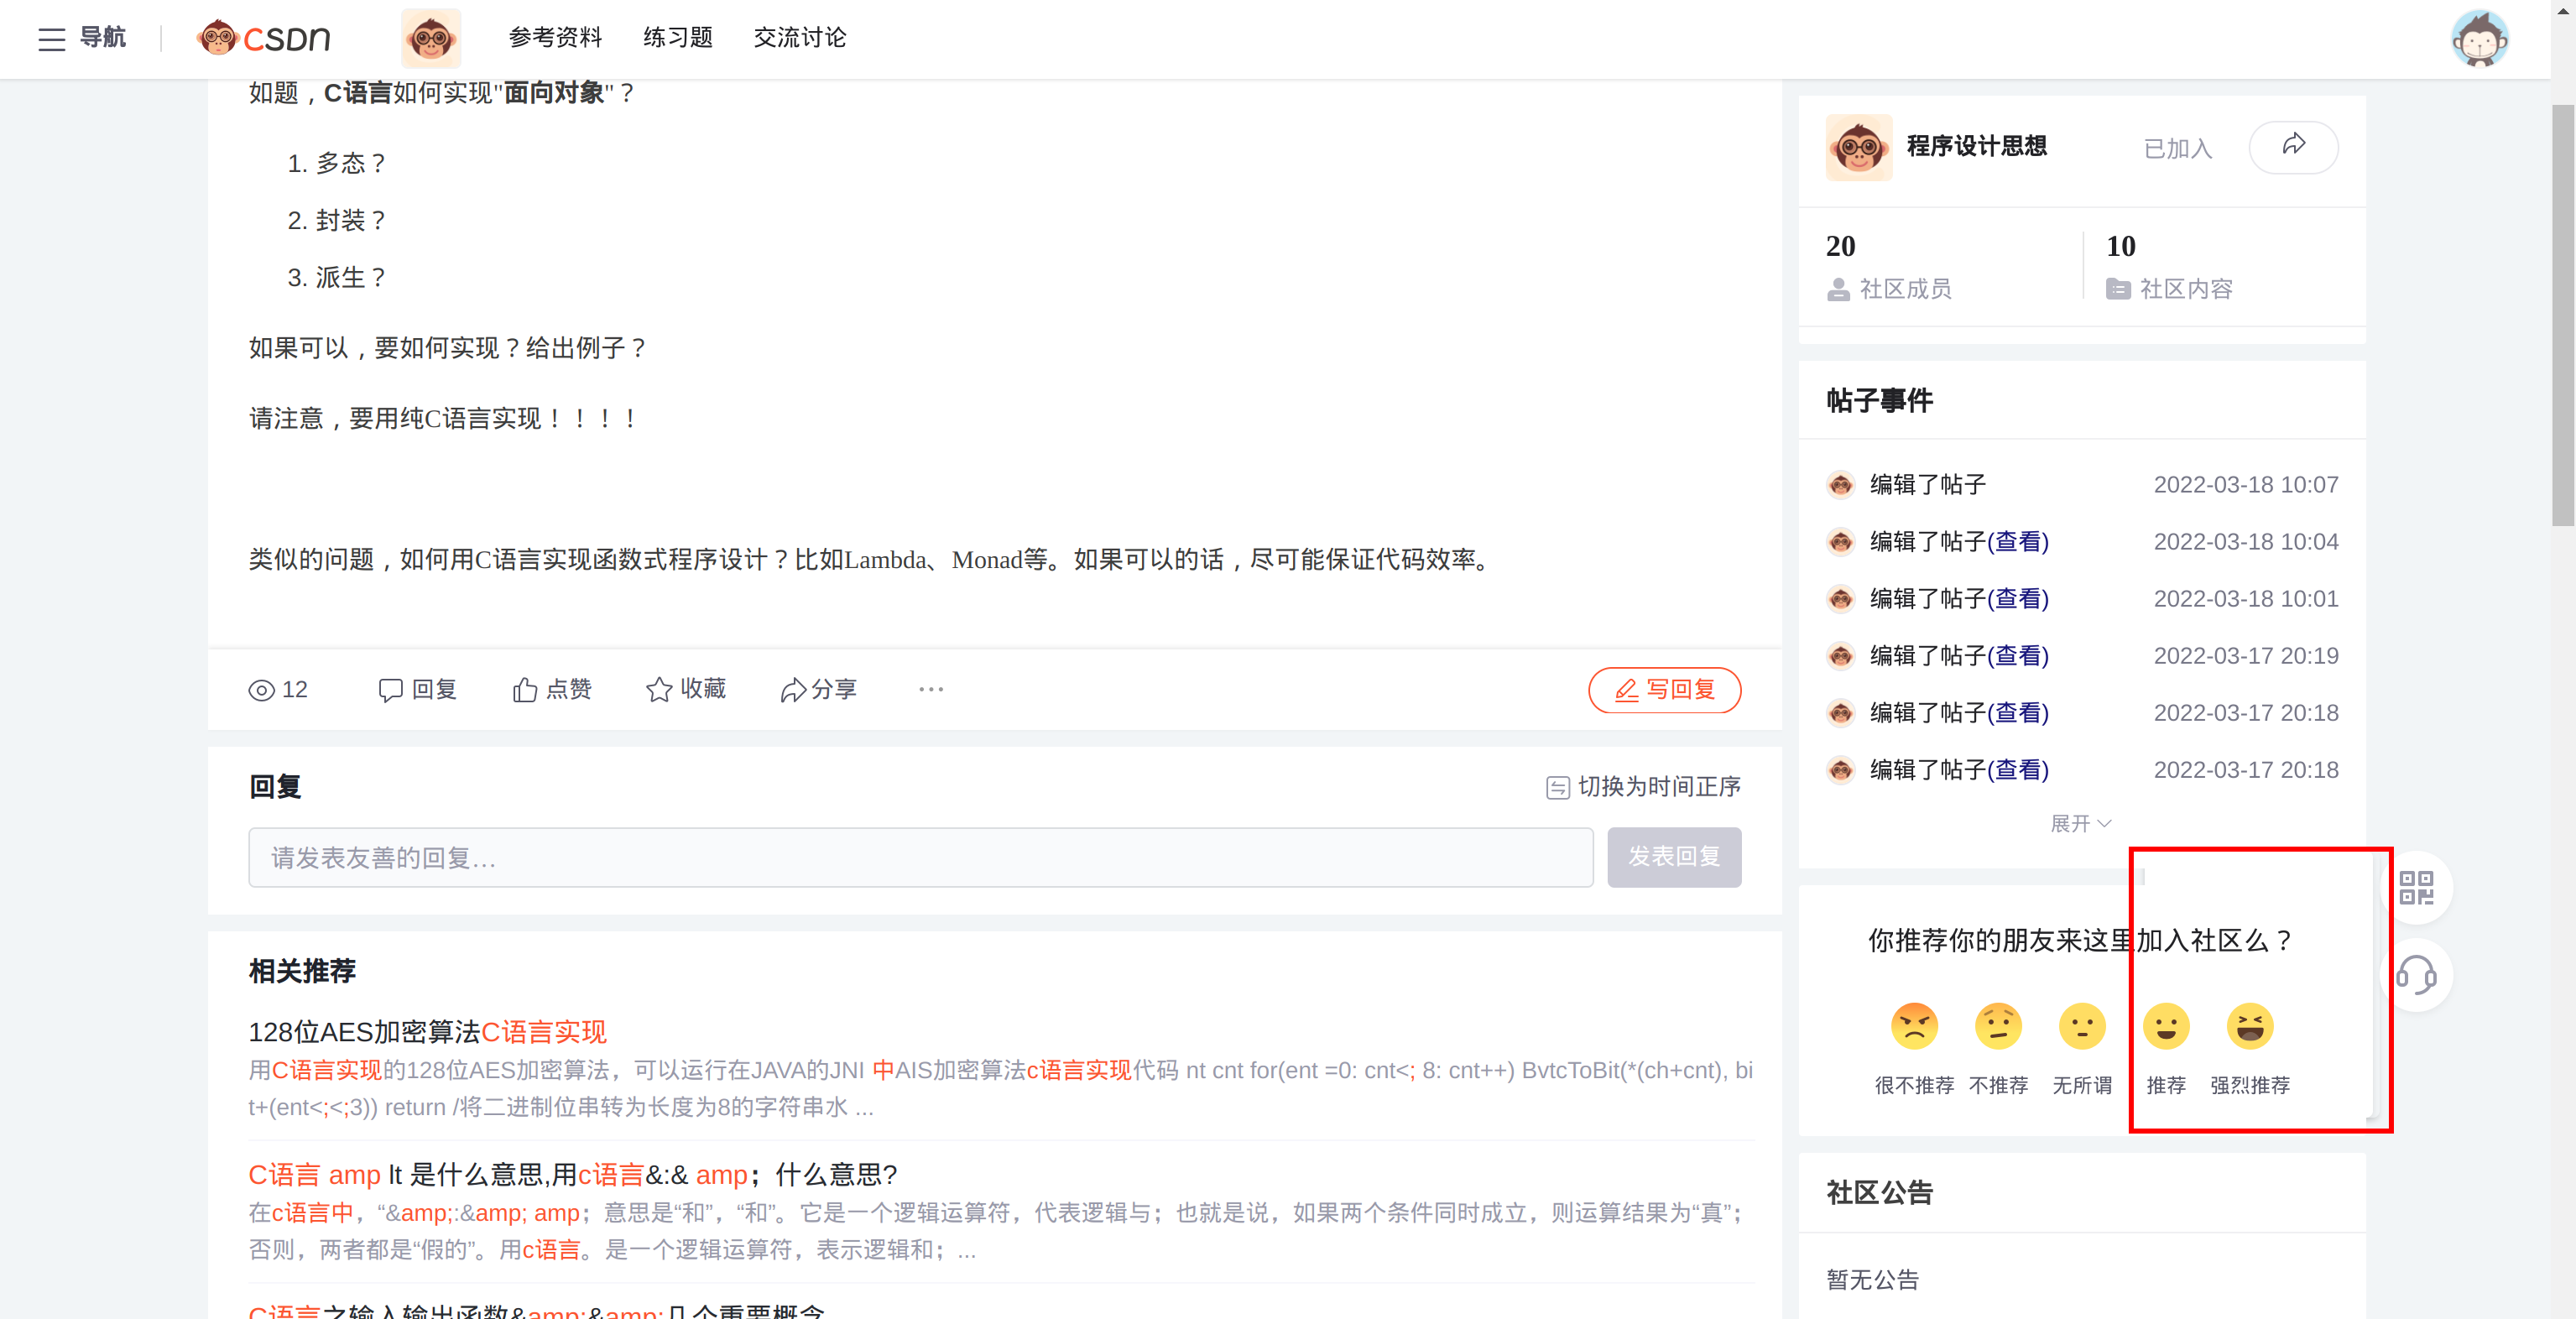 导航
CSDN
参考资料
练习题
交流讨论
如题，C语言如何实现"面向对象"？
1. 多态？
2. 封装？
3. 派生？
如果可以，要如何实现？给出例子？
请注意，要用纯C语言实现！！！！
类似的问题，如何用C语言实现函数式程序设计？比如Lambda、Monad等。如果可以的话，尽可能保证代码效率。
12 回复 点赞 收藏 分享 ...
写回复
回复
切换为时间正序
请发表友善的回复…
发表回复
相关推荐
128位AES加密算法C语言实现
用C语言实现的128位AES加密算法，可以运行在JAVA的JNI 中AIS加密算法c语言实现代码 nt cnt for(ent =0: cnt<; 8: cnt++) BvtcToBit(*(ch+cnt), bi
t+(ent<;<;3)) return /将二进制位串转为长度为8的字符串水 ...
C语言 amp lt 是什么意思,用c语言&:& amp；什么意思?
在c语言中，“&amp;:&amp; amp；意思是“和”，“和”。它是一个逻辑运算符，代表逻辑与；也就是说，如果两个条件同时成立，则运算结果为“真”；
否则，两者都是“假的”。用c语言。是一个逻辑运算符，表示逻辑和；...
C语言之输入输出函数&amp;&amp;几个重要概念
程序设计思想
已加入
20
社区成员
10
社区内容
帖子事件
编辑了帖子 2022-03-18 10:07
编辑了帖子(查看) 2022-03-18 10:04
编辑了帖子(查看) 2022-03-18 10:01
编辑了帖子(查看) 2022-03-17 20:19
编辑了帖子(查看) 2022-03-17 20:18
编辑了帖子(查看) 2022-03-17 20:18
展开
你推荐你的朋友来这里加入社区么？
很不推荐 不推荐 无所谓 推荐 强烈推荐
社区公告
暂无公告